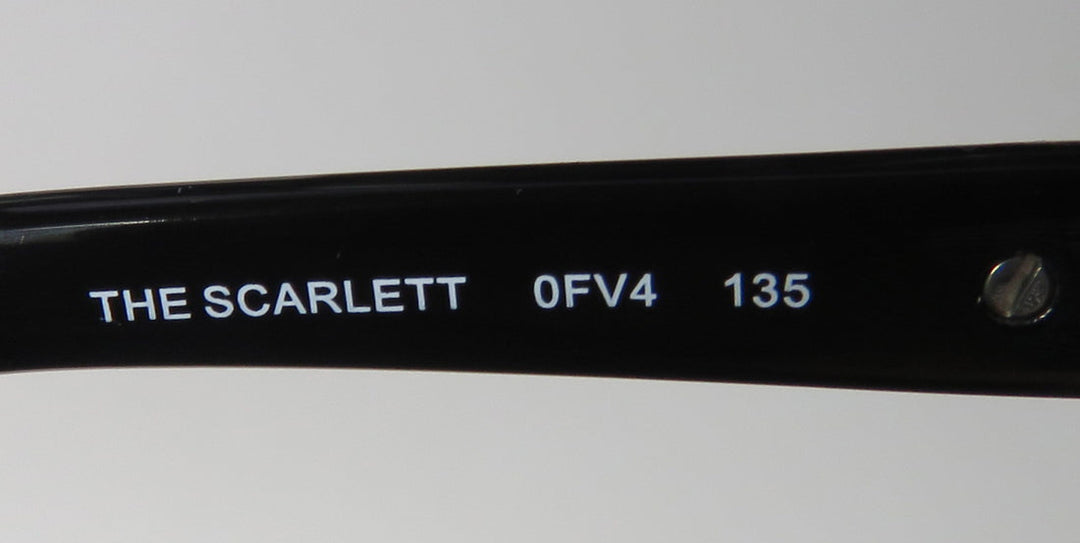 THE SCARLETT 0FV4 135